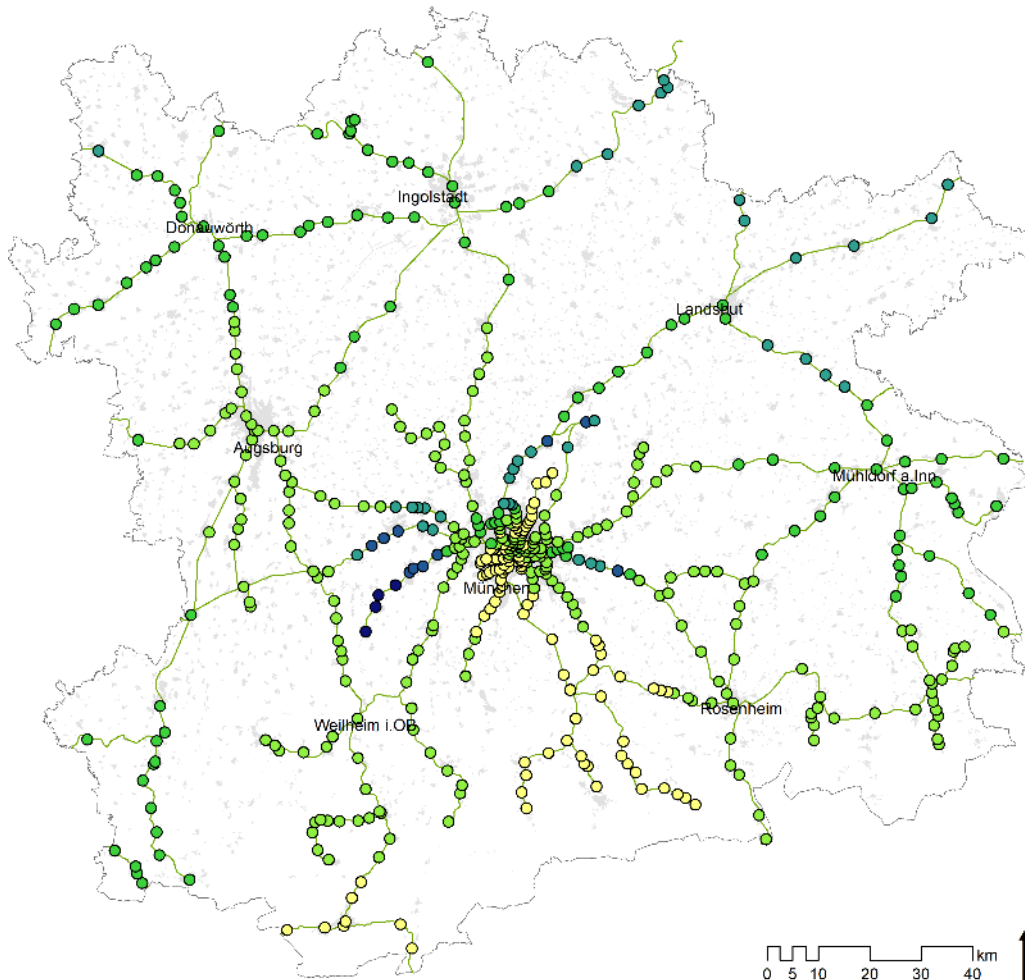 Ingolstadt
Donauwörth
Landshut
Augsburg
Mühldorf a.Inn
München
Rosenheim
Weilheim i.OB
km
0 5 10 20 30 40